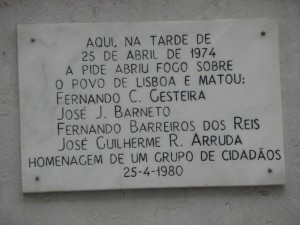 AQUI, NA TARDE DE
25 DE ABRIL DE 1974
A PIDE ABRIU FOGO SOBRE
O POVO DE LISBOA E MATOU:
FERNANDO C. GESTEIRA
JOSÉ J. BARNETO
FERNANDO BARREIROS DOS REIS
JOSÉ GUILHERME R. ARRUDA
HOMENAGEM DE UM GRUPO DE CIDADÃOS
25-4-1980